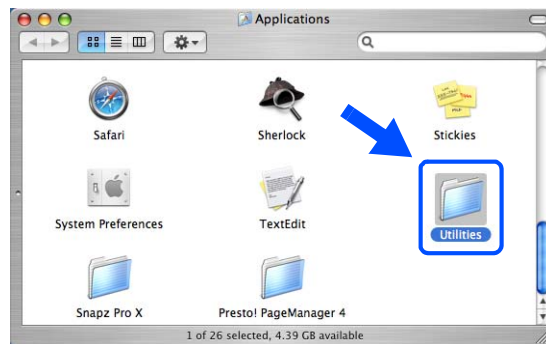 Applications
Safari
Sherlock
Stickies
System Preferences
TextEdit
Utilities
Snapz Pro X
Presto! PageManager 4
1 of 26 selected, 4.39 GB available